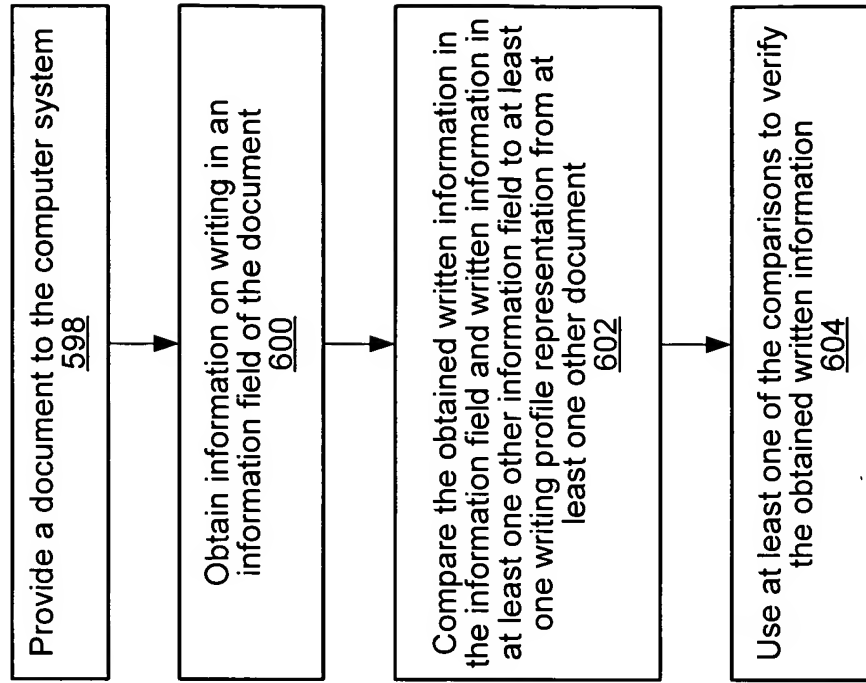 Provide a document to the computer system
598
Obtain information on writing in an
information field of the document
600
Compare the obtained written information in
the information field and written information in
at least one other information field to at least
one writing profile representation from at
least one other document
602
Use at least one of the comparisons to verify
the obtained written information
604